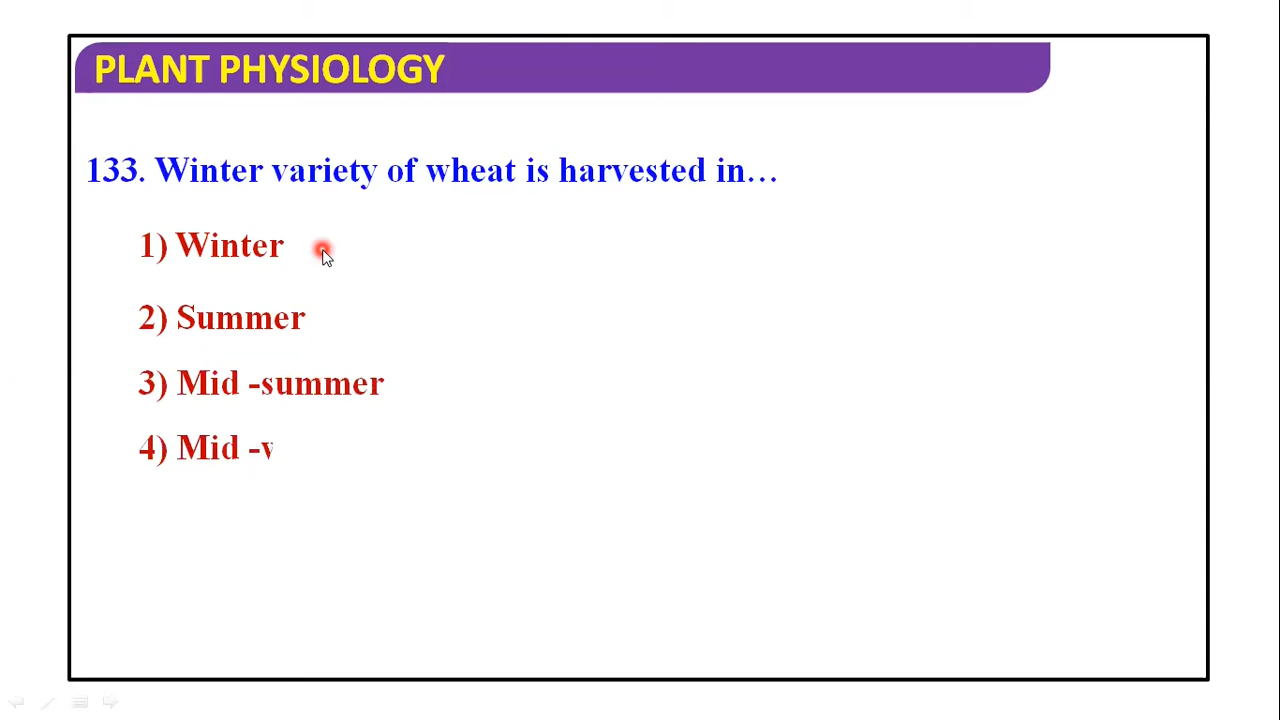 PLANT PHYSIOLOGY
133. Winter variety of wheat is harvested in…
1) Winter
2) Summer
3) Mid -summer
4) Mid -